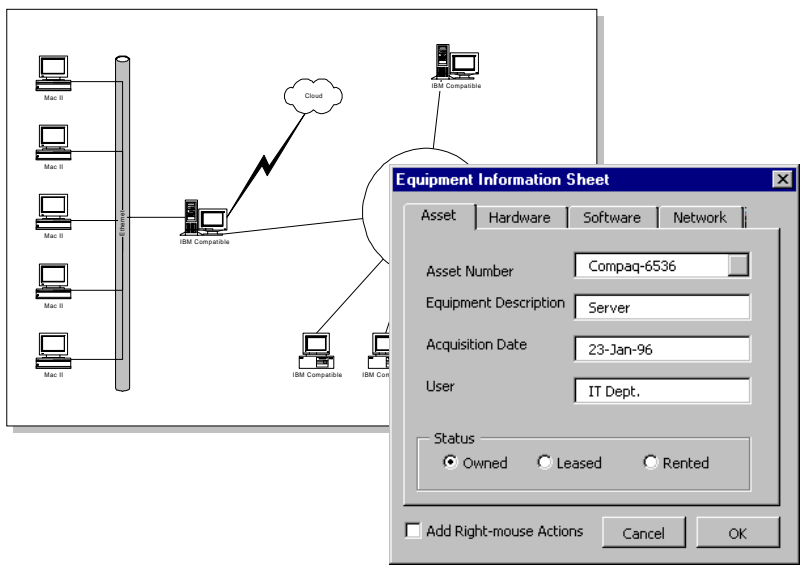 Mac II
Mac II
Mac II
Mac II
Mac II
Ethernet
IBM Compatible
Cloud
IBM Compatible
IBM Compatible
IBM
Equipment Information Sheet
Asset Hardware Software Network
Asset Number Compaq-6536
Equipment Description Server
Acquisition Date 23-Jan-96
User IT Dept.
Status
Owned Leased Rented
Add Right-mouse Actions Cancel OK